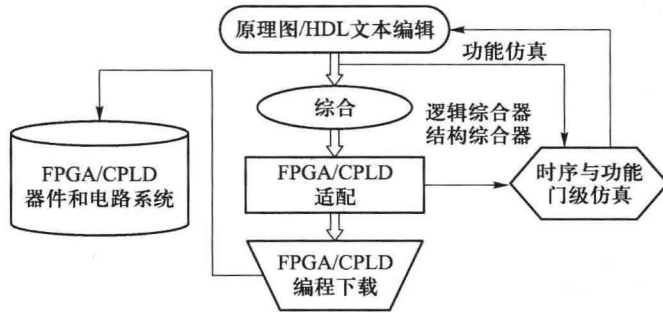 原理图/HDL文本编辑
功能仿真
综合
逻辑综合器
结构综合器
FPGA/CPLD
器件和电路系统
FPGA/CPLD
适配
时序与功能
门级仿真
FPGA/CPLD
编程下载